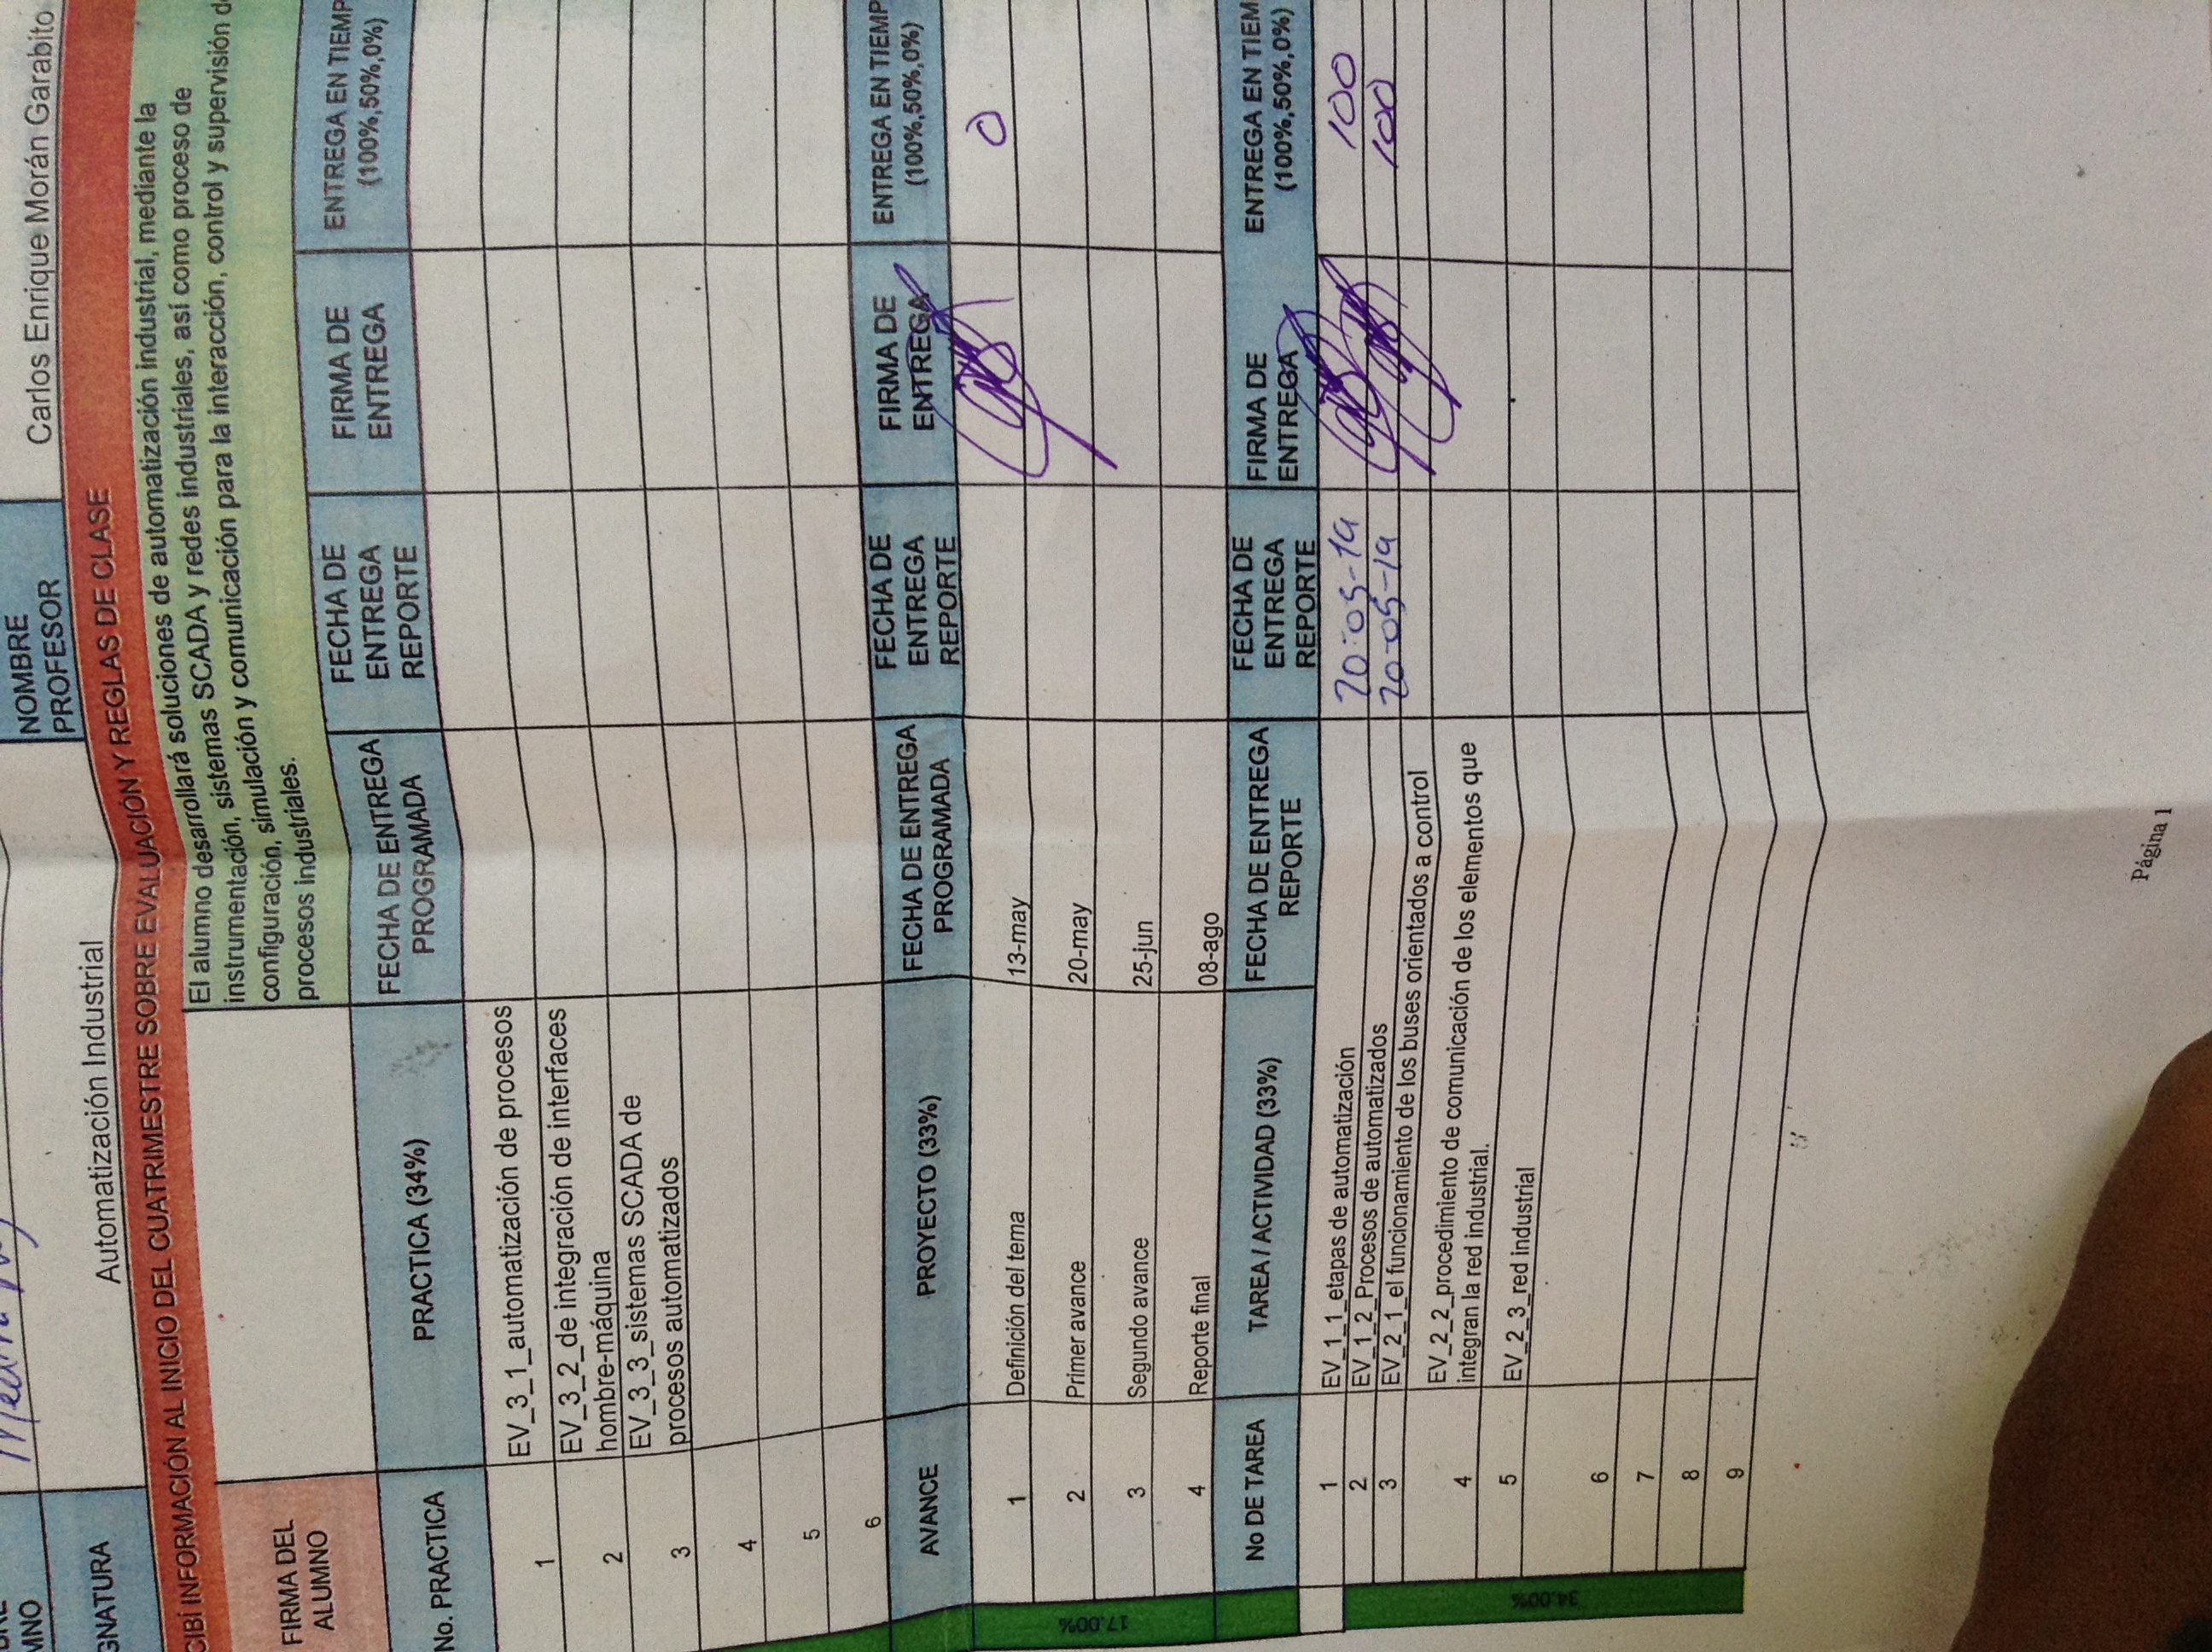 MNO
NOMBRE
PROFESOR
Carlos Enrique Morán Garabito
GNATURA
Automatización Industrial
CIBÍ INFORMACIÓN AL INICIO DEL CUATRIMESTRE SOBRE EVALUACIÓN Y REGLAS DE CLASE
FIRMA DEL
ALUMNO
El alumno desarrollará soluciones de automatización industrial, mediante la
instrumentación, sistemas SCADA y redes industriales, así como proceso de
configuración, simulación y comunicación para la interacción, control y supervisión d
procesos industriales.
No. PRACTICA
PRACTICA (34%)
FECHA DE ENTREGA
PROGRAMADA
FECHA DE
ENTREGA
REPORTE
FIRMA DE
ENTREGA
ENTREGA EN TIEMP
(100%,50%,0%)
1
EV_3_1_automatización de procesos
2
EV_3_2_de integración de interfaces
hombre-máquina
3
EV_3_3_sistemas SCADA de
procesos automatizados
4
5
6
AVANCE
PROYECTO (33%)
FECHA DE ENTREGA
PROGRAMADA
FECHA DE
ENTREGA
REPORTE
FIRMA DE
ENTREGA
ENTREGA EN TIEMP
(100%,50%,0%)
17.00%
1 Definición del tema 13-may 0
2 Primer avance 20-may
3 Segundo avance 25-jun
4 Reporte final 08-ago
No DE TAREA
TAREA / ACTIVIDAD (33%)
FECHA DE ENTREGA
REPORTE
FECHA DE
ENTREGA
REPORTE
FIRMA DE
ENTREGA
ENTREGA EN TIEM
(100%,50%,0%)
34.00%
1 EV_1_1_etapas de automatización 20-05-19 100
2 EV_1_2_Procesos de automatizados 20-05-19 100
3 EV_2_1_el funcionamiento de los buses orientados a control
4
EV_2_2_procedimiento de comunicación de los elementos que
integran la red industrial.
5 EV_2_3_red industrial
6
7
8
9
Página 1